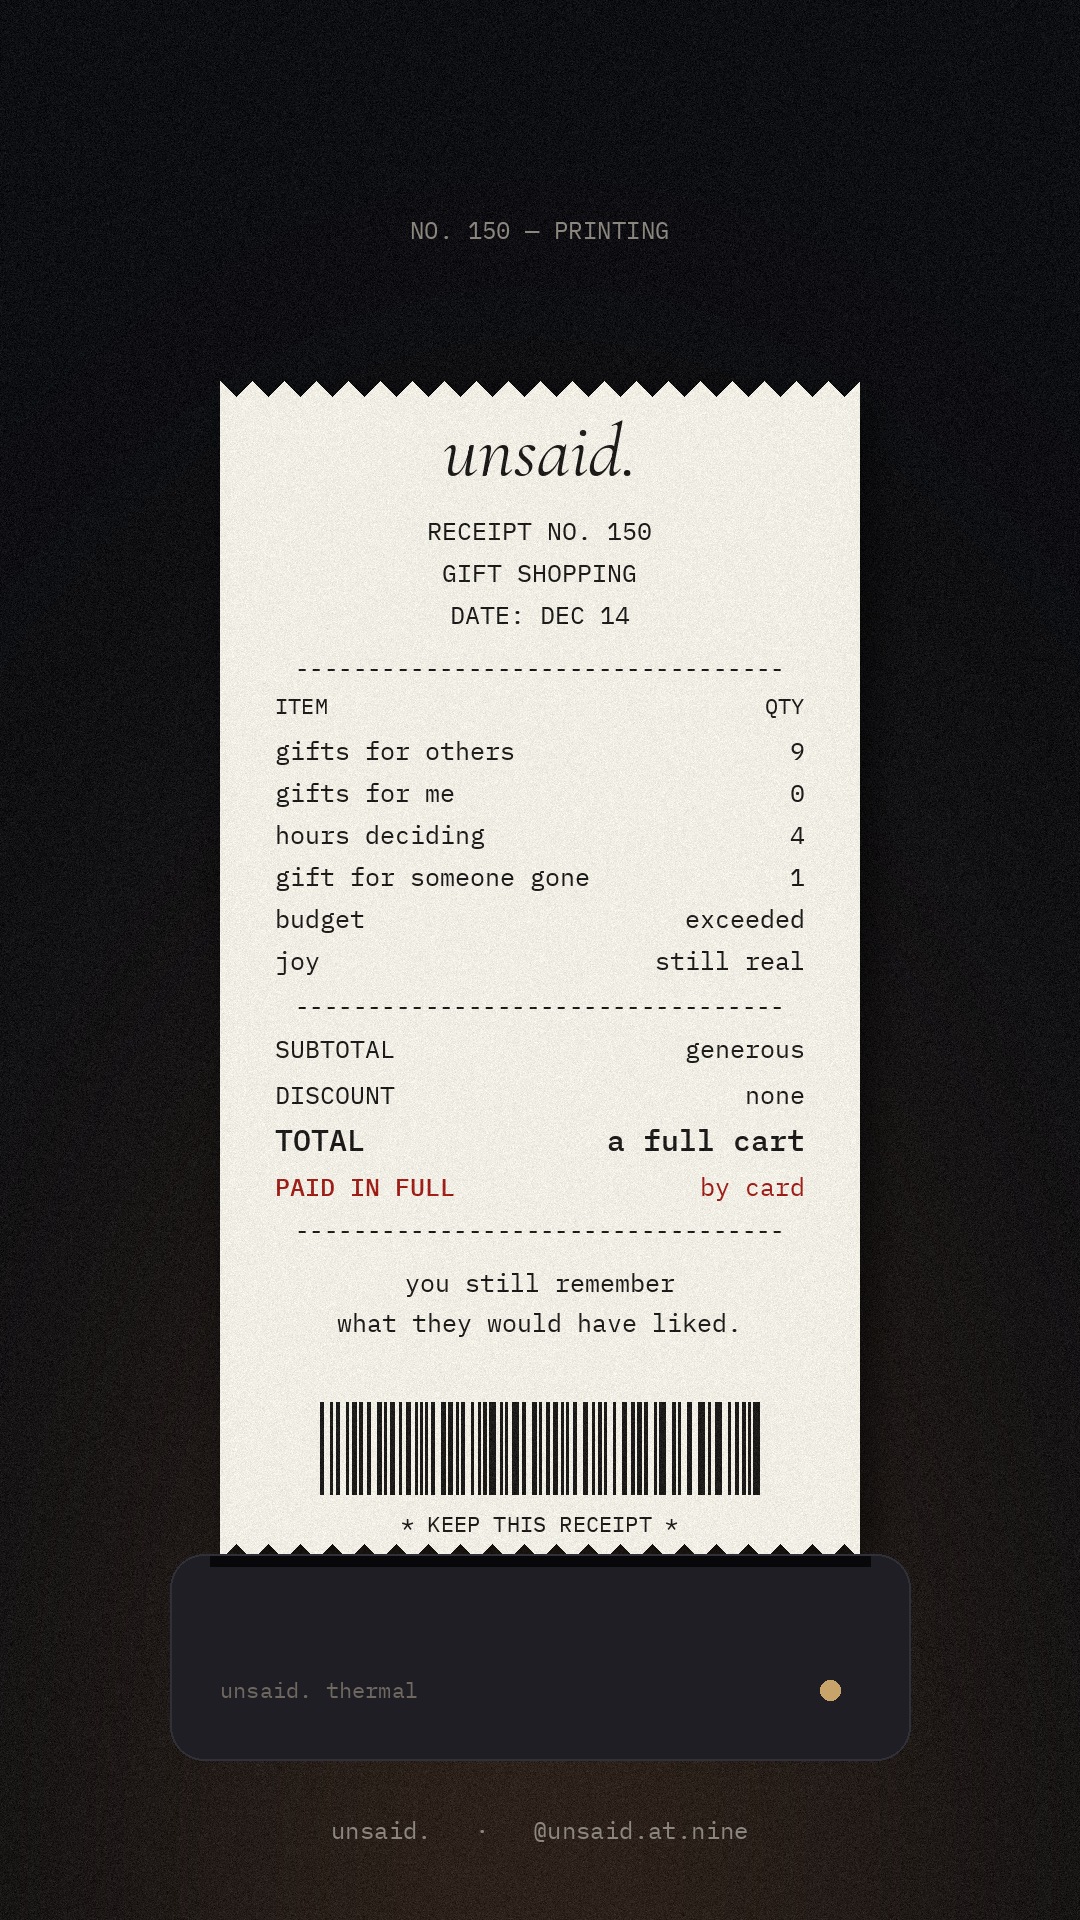 NO. 150 — PRINTING
unsaid.
RECEIPT NO. 150
GIFT SHOPPING
DATE: DEC 14
----------------------------------
ITEM QTY
gifts for others 9
gifts for me 0
hours deciding 4
gift for someone gone 1
budget exceeded
joy still real
----------------------------------
SUBTOTAL generous
DISCOUNT none
TOTAL a full cart
PAID IN FULL by card
----------------------------------
you still remember
what they would have liked.
* KEEP THIS RECEIPT *
unsaid. thermal
unsaid. · @unsaid.at.nine